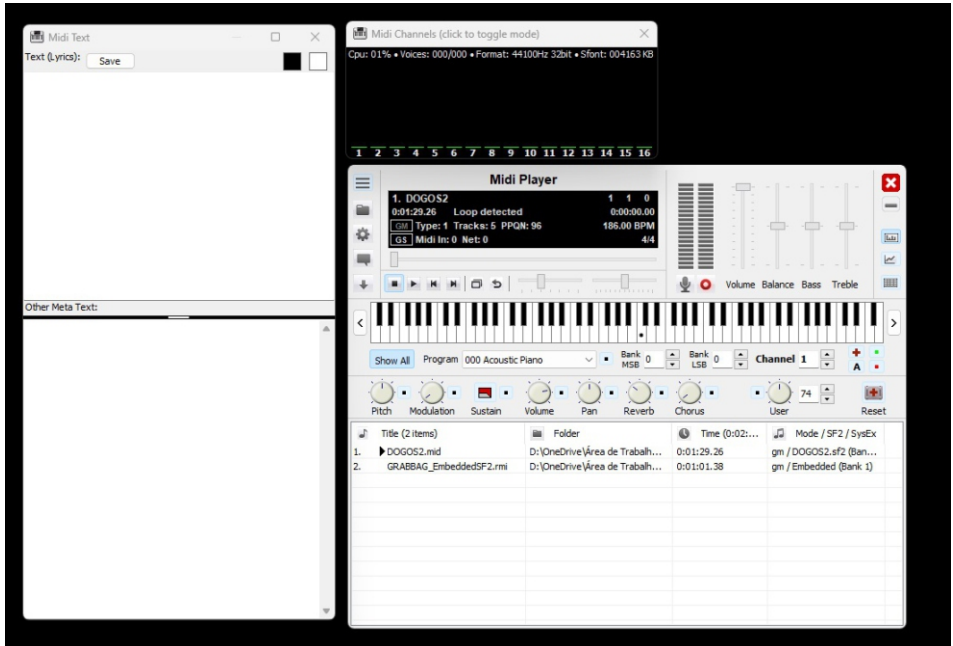 Midi Text
Text (Lyrics): Save
Other Meta Text:
Midi Channels (click to toggle mode)
Cpu: 01% • Voices: 000/000 • Format: 44100Hz 32bit • Sfont: 004163 KB
1 2 3 4 5 6 7 8 9 10 11 12 13 14 15 16
Midi Player
1. DOGOS2 1 1 0
0:01:29.26 Loop detected 0:00:00.00
GM Type: 1 Tracks: 5 PPQN: 96 186.00 BPM
GS Midi In: 0 Net: 0 4/4
Volume Balance Bass Treble
Show All Program 000 Acoustic Piano Bank MSB 0 Bank LSB 0 Channel 1 A
74
Pitch Modulation Sustain Volume Pan Reverb Chorus User Reset
Title (2 items) Folder Time (0:02:... Mode / SF2 / SysEx
1. DOGOS2.mid D:\OneDrive\Área de Trabalh... 0:01:29.26 gm / DOGOS2.sf2 (Ban...
2. GRABBAG_EmbeddedSF2.rmi D:\OneDrive\Área de Trabalh... 0:01:01.38 gm / Embedded (Bank 1)